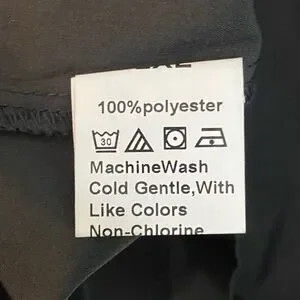 100%polyester
30
MachineWash
Cold Gentle,With
Like Colors
Non-Chlorine